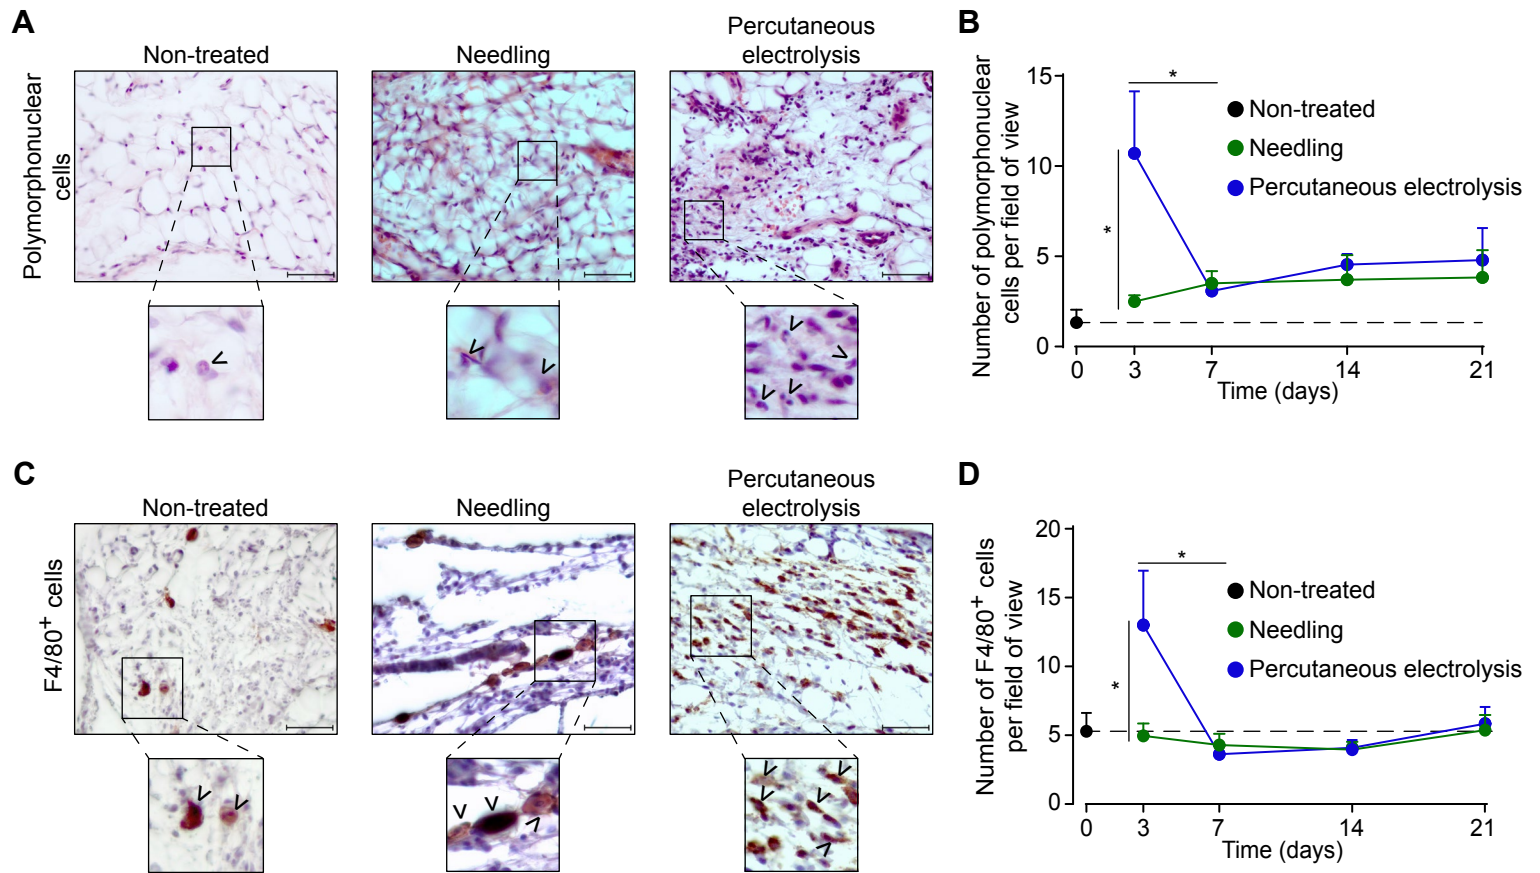 A
Non-treated
Needling
Percutaneous
electrolysis
Polymorphonuclear
cells
B
Number of polymorphonuclear
cells per field of view
15
10
5
0
*
*
Non-treated
Needling
Percutaneous electrolysis
0 3 7 14 21
Time (days)
C
Non-treated
Needling
Percutaneous
electrolysis
F4/80+ cells
D
Number of F4/80+ cells
per field of view
20
15
10
5
0
*
*
Non-treated
Needling
Percutaneous electrolysis
0 3 7 14 21
Time (days)